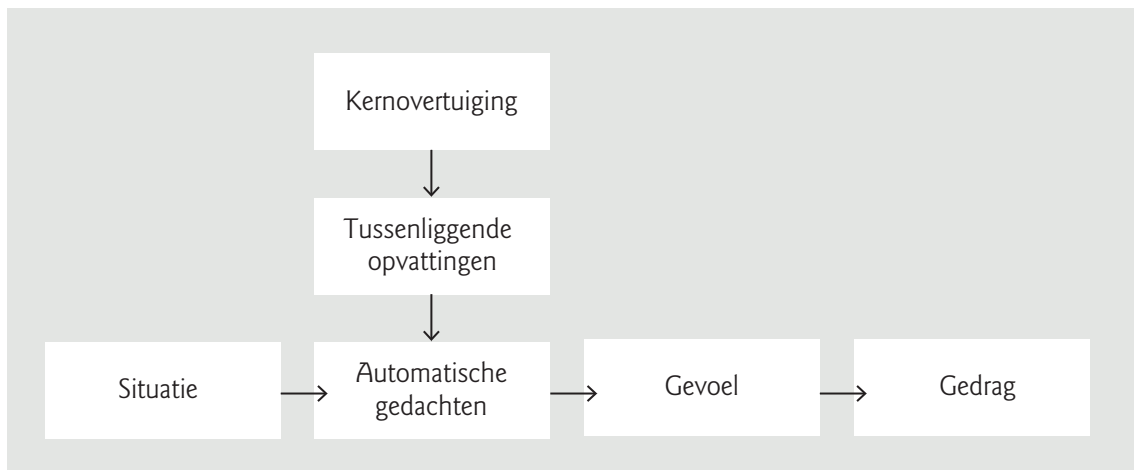 Kernovertuiging
Tussenliggende
opvattingen
Situatie
Automatische
gedachten
Gevoel
Gedrag